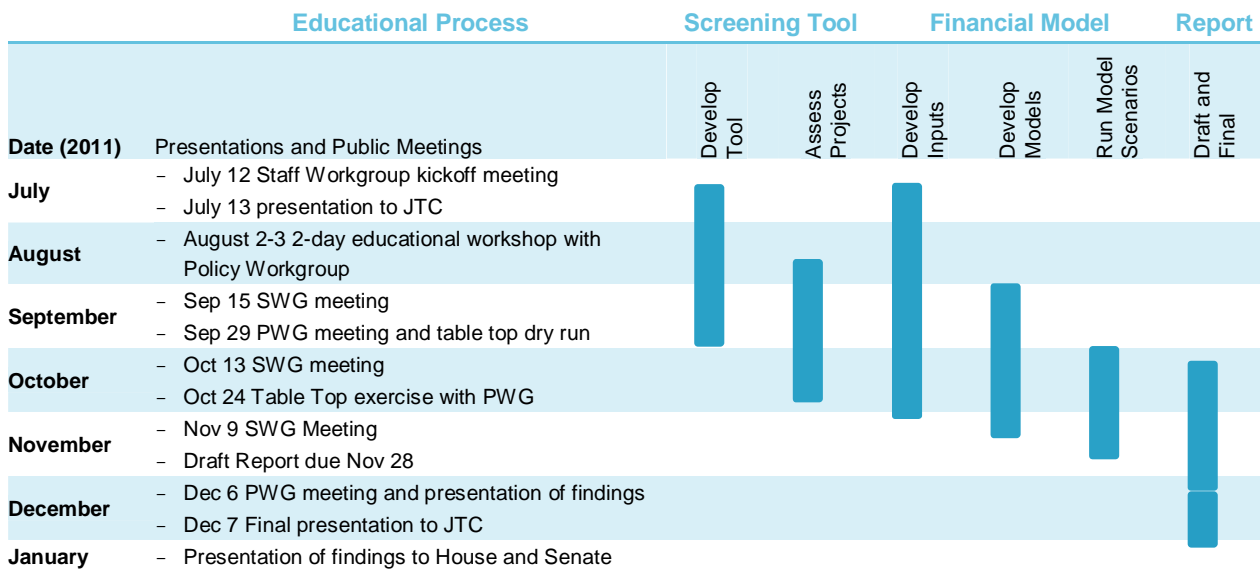 Educational Process Screening Tool Financial Model Report
Date (2011) Presentations and Public Meetings
Develop
Tool
Assess
Projects
Develop
Inputs
Develop
Models
Run Model
Scenarios
Draft and
Final
July
– July 12 Staff Workgroup kickoff meeting
– July 13 presentation to JTC
August
– August 2-3 2-day educational workshop with
Policy Workgroup
September
– Sep 15 SWG meeting
– Sep 29 PWG meeting and table top dry run
October
– Oct 13 SWG meeting
– Oct 24 Table Top exercise with PWG
November
– Nov 9 SWG Meeting
– Draft Report due Nov 28
December
– Dec 6 PWG meeting and presentation of findings
– Dec 7 Final presentation to JTC
January – Presentation of findings to House and Senate